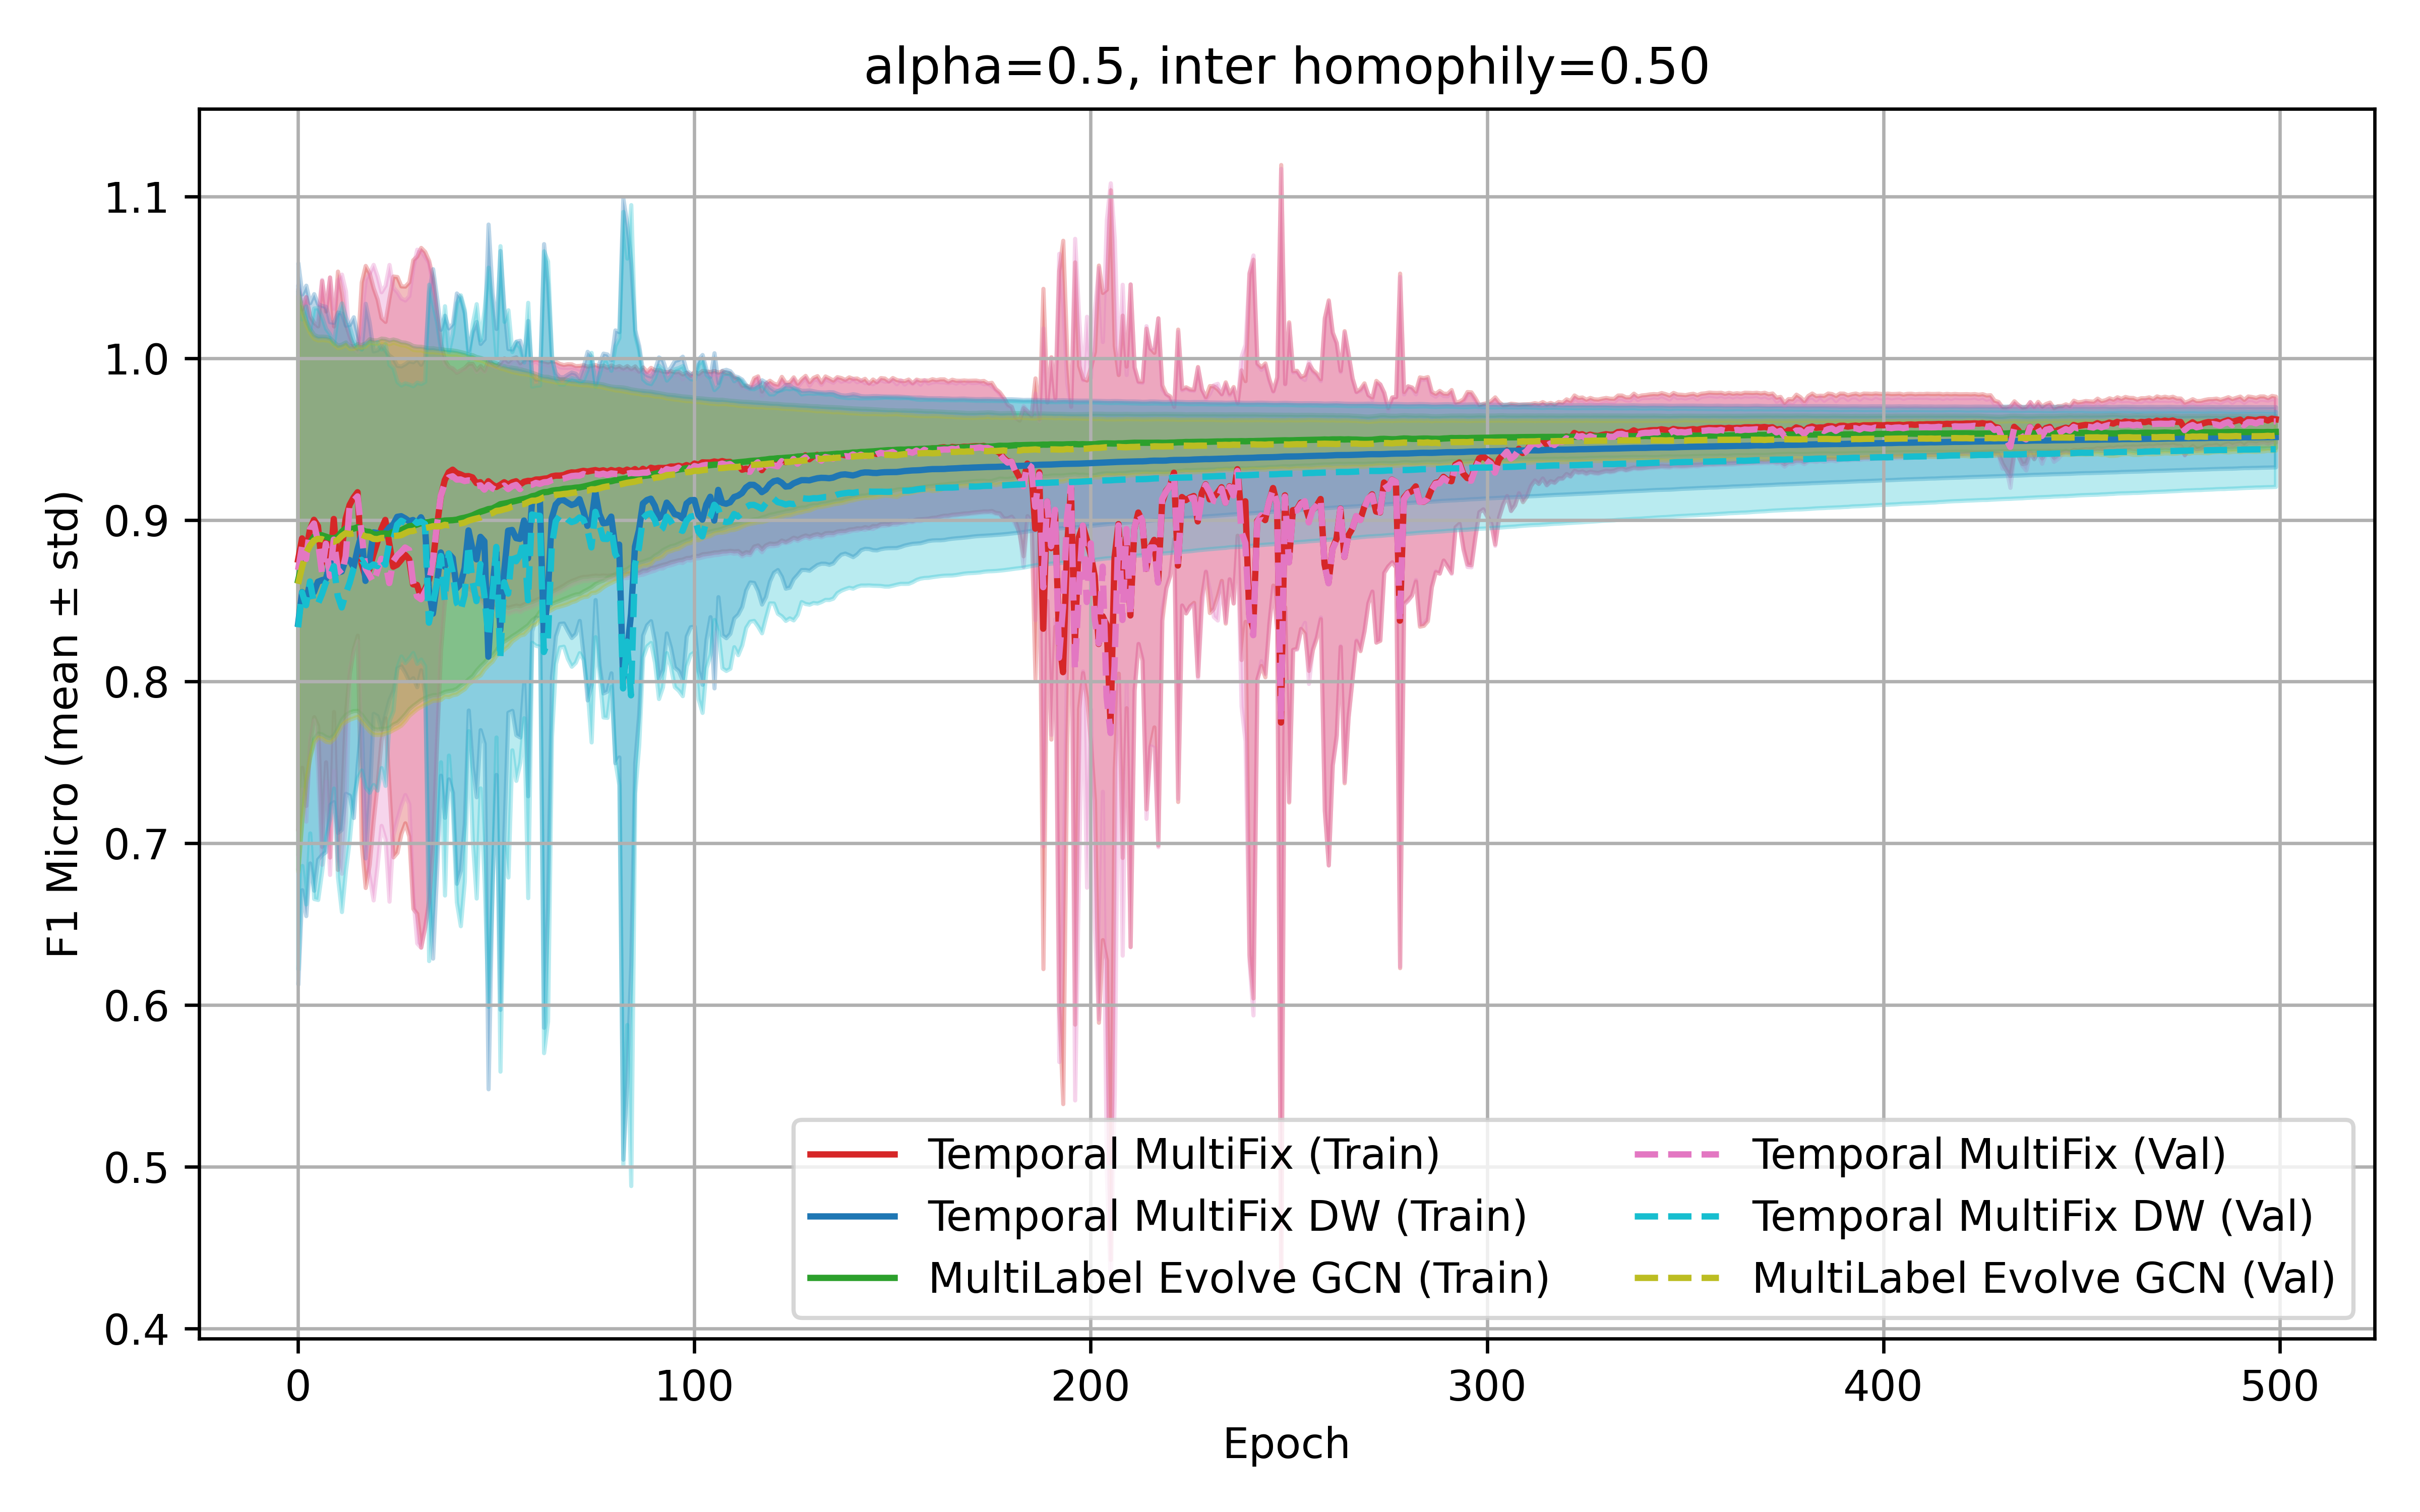 alpha=0.5, inter homophily=0.50
F1 Micro (mean ± std)
1.1
1.0
0.9
0.8
0.7
0.6
0.5
0.4
Temporal MultiFix (Train)
Temporal MultiFix DW (Train)
MultiLabel Evolve GCN (Train)
Temporal MultiFix (Val)
Temporal MultiFix DW (Val)
MultiLabel Evolve GCN (Val)
0 100 200 300 400 500
Epoch